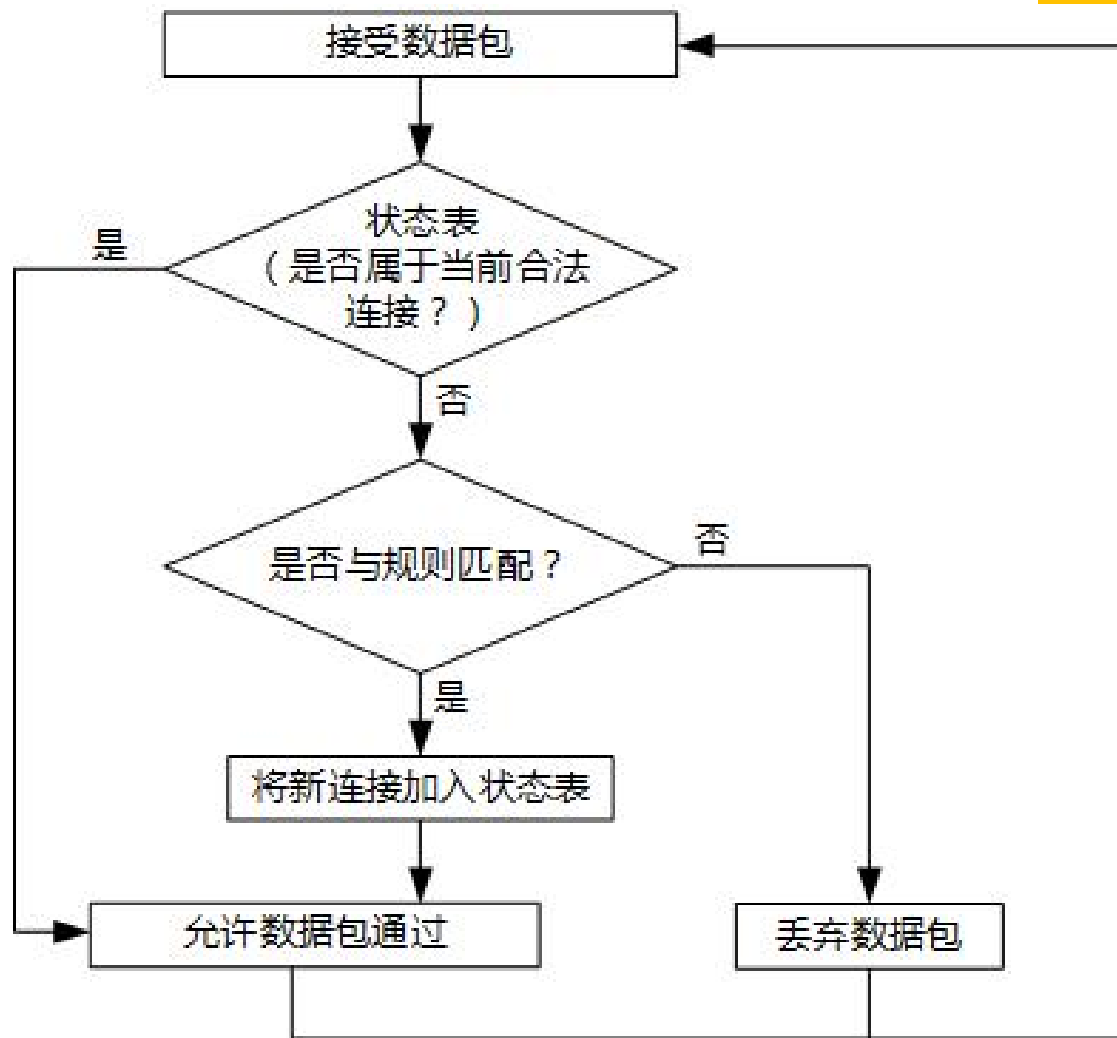 接受数据包
状态表
（是否属于当前合法
连接？）
是
否
是否与规则匹配？
否
是
将新连接加入状态表
允许数据包通过
丢弃数据包